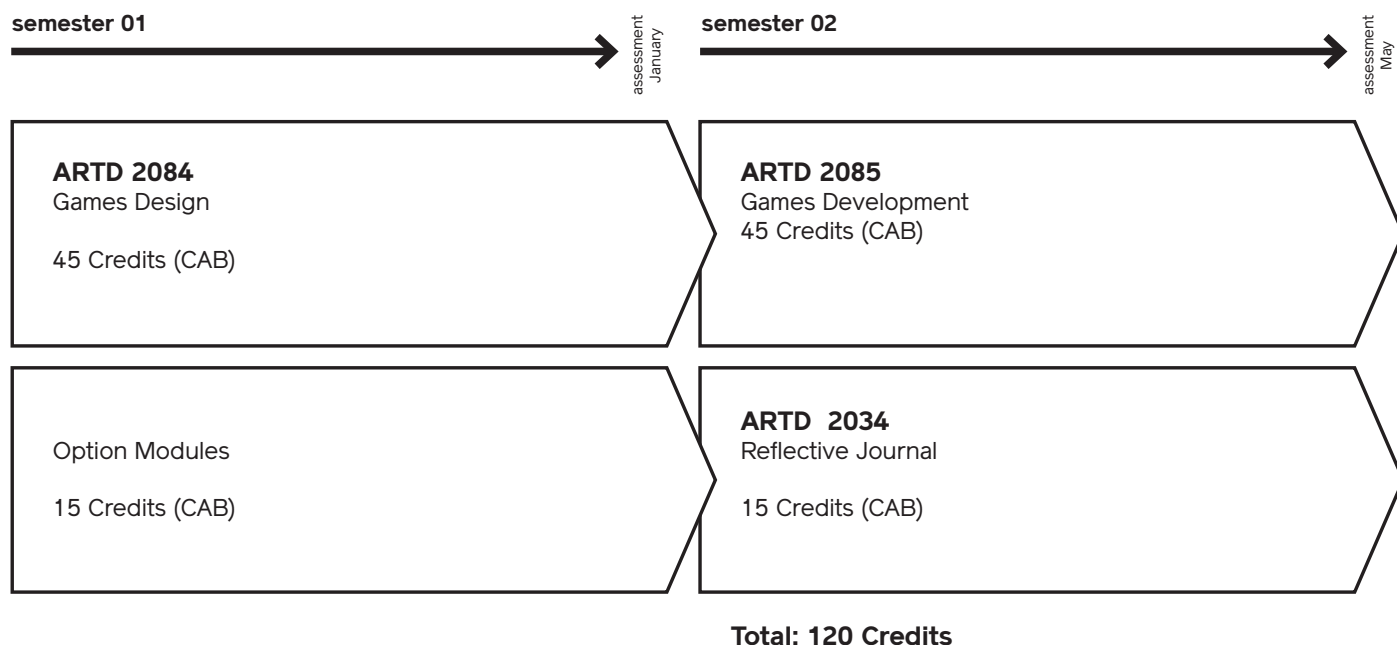 semester 01
assessment
January
semester 02
assessment
May
ARTD 2084
Games Design
45 Credits (CAB)
ARTD 2085
Games Development
45 Credits (CAB)
Option Modules
15 Credits (CAB)
ARTD  2034
Reflective Journal
15 Credits (CAB)
Total: 120 Credits